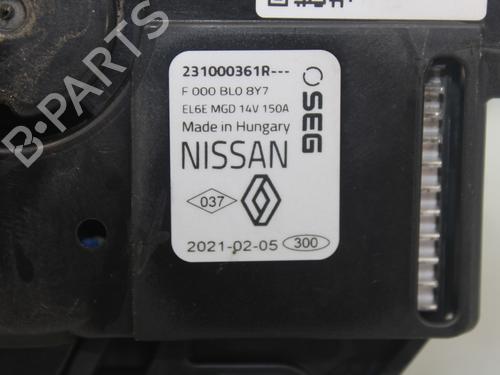 231000361R---
F 000 BL0 8Y7
EL6E MGD 14V 150A
Made in Hungary
NISSAN
SEG
037
2021-02-05 300
B-PARTS